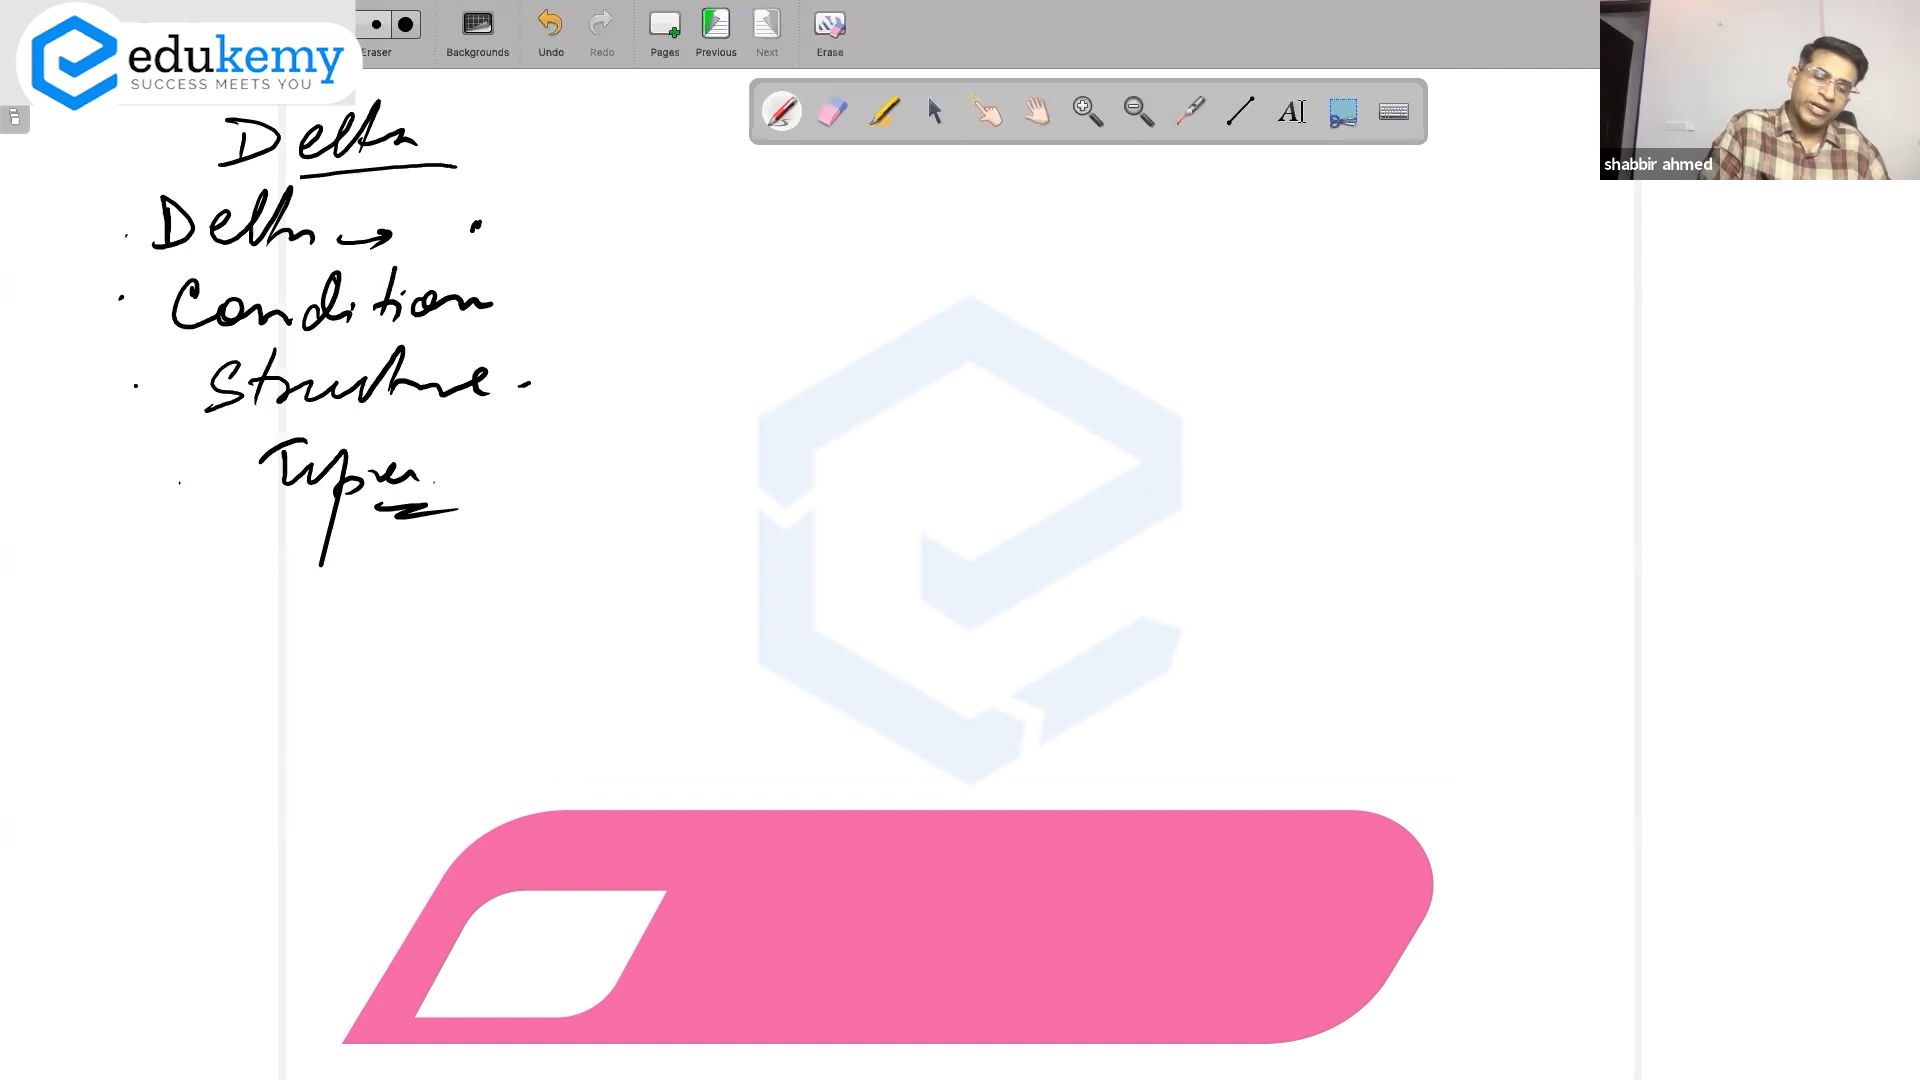 edukemy
SUCCESS MEETS YOU
Eraser
Backgrounds
Undo
Redo
Pages
Previous
Next
Erase
A
shabbir ahmed
Delta
Delta →
Condition
Structure
Types